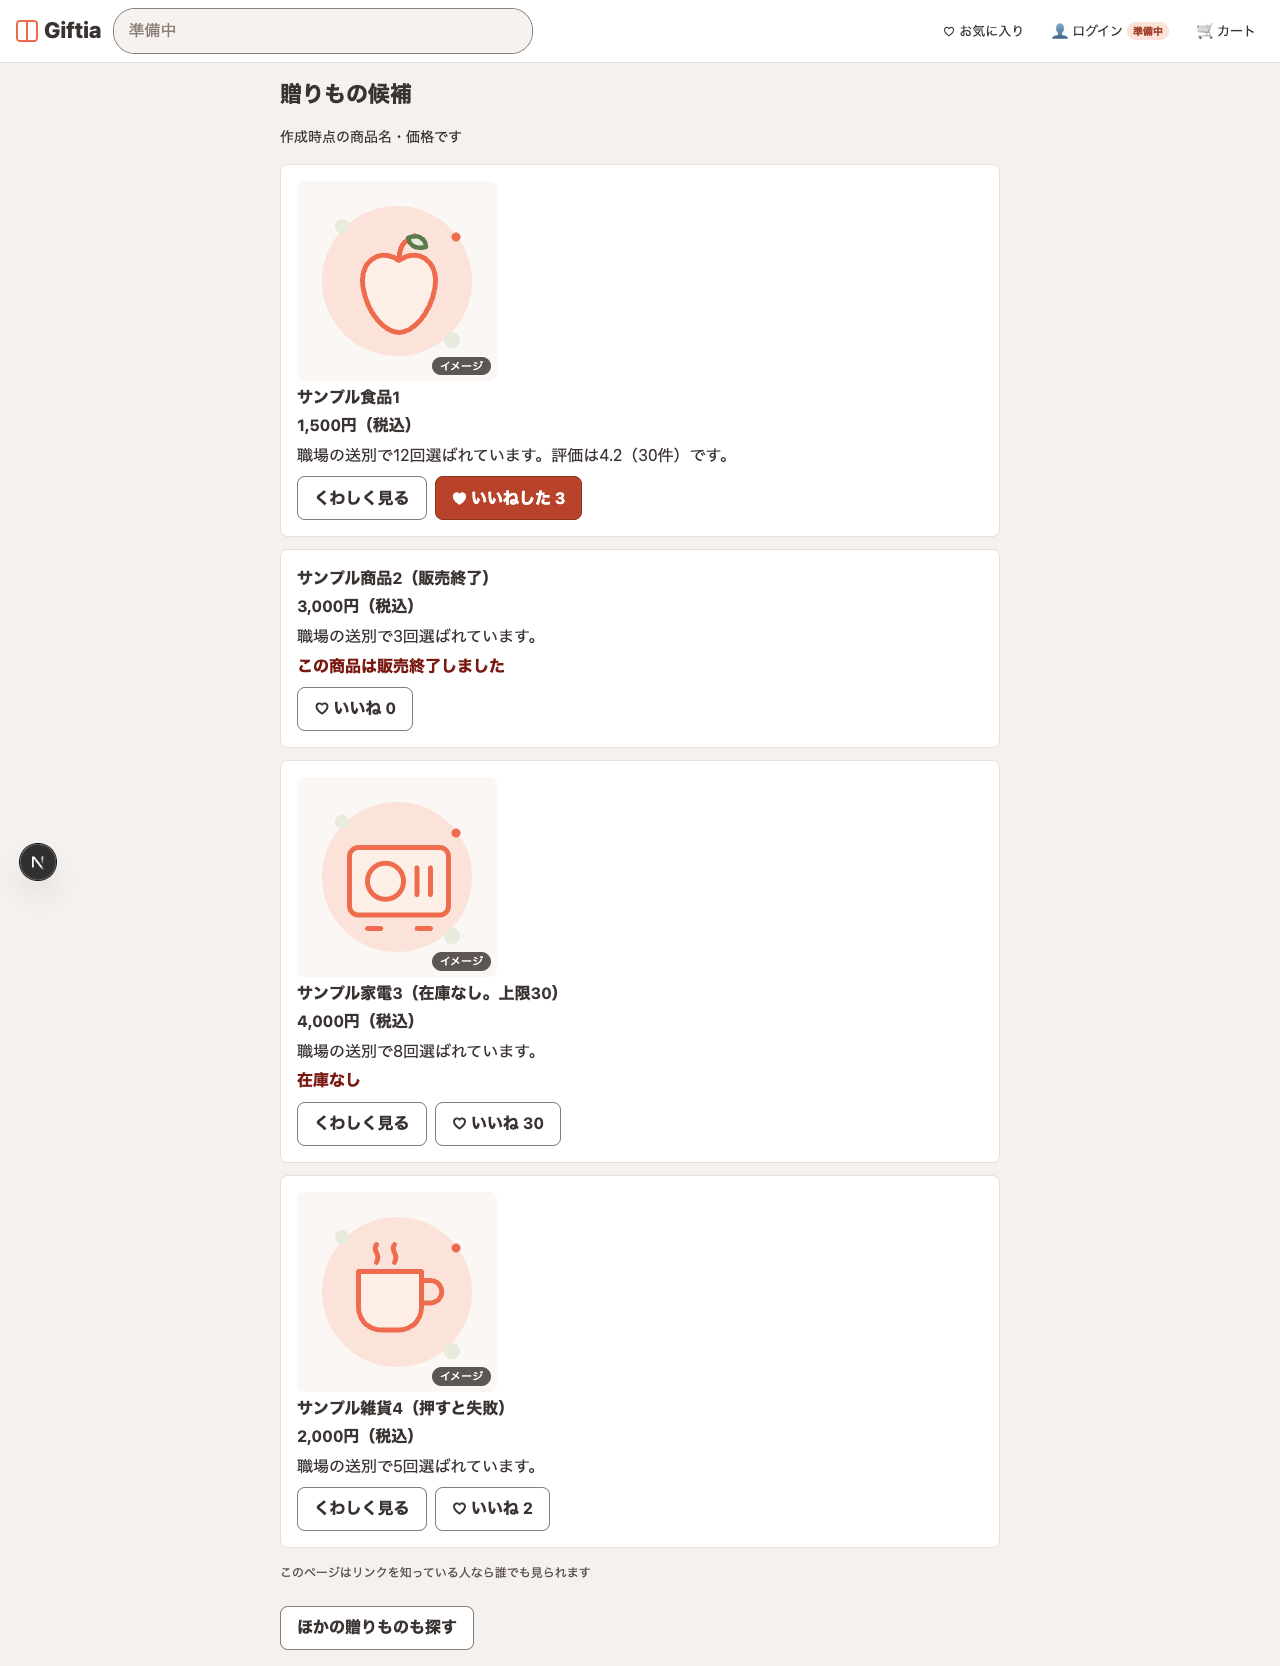 Giftia
準備中
♡ お気に入り
ログイン 準備中
カート
贈りもの候補
作成時点の商品名・価格です
イメージ
サンプル食品1
1,500円（税込）
職場の送別で12回選ばれています。評価は4.2（30件）です。
くわしく見る
♥ いいねした 3
サンプル商品2（販売終了）
3,000円（税込）
職場の送別で3回選ばれています。
この商品は販売終了しました
♡ いいね 0
N
イメージ
サンプル家電3（在庫なし。上限30）
4,000円（税込）
職場の送別で8回選ばれています。
在庫なし
くわしく見る
♡ いいね 30
イメージ
サンプル雑貨4（押すと失敗）
2,000円（税込）
職場の送別で5回選ばれています。
くわしく見る
♡ いいね 2
このページはリンクを知っている人なら誰でも見られます
ほかの贈りものも探す